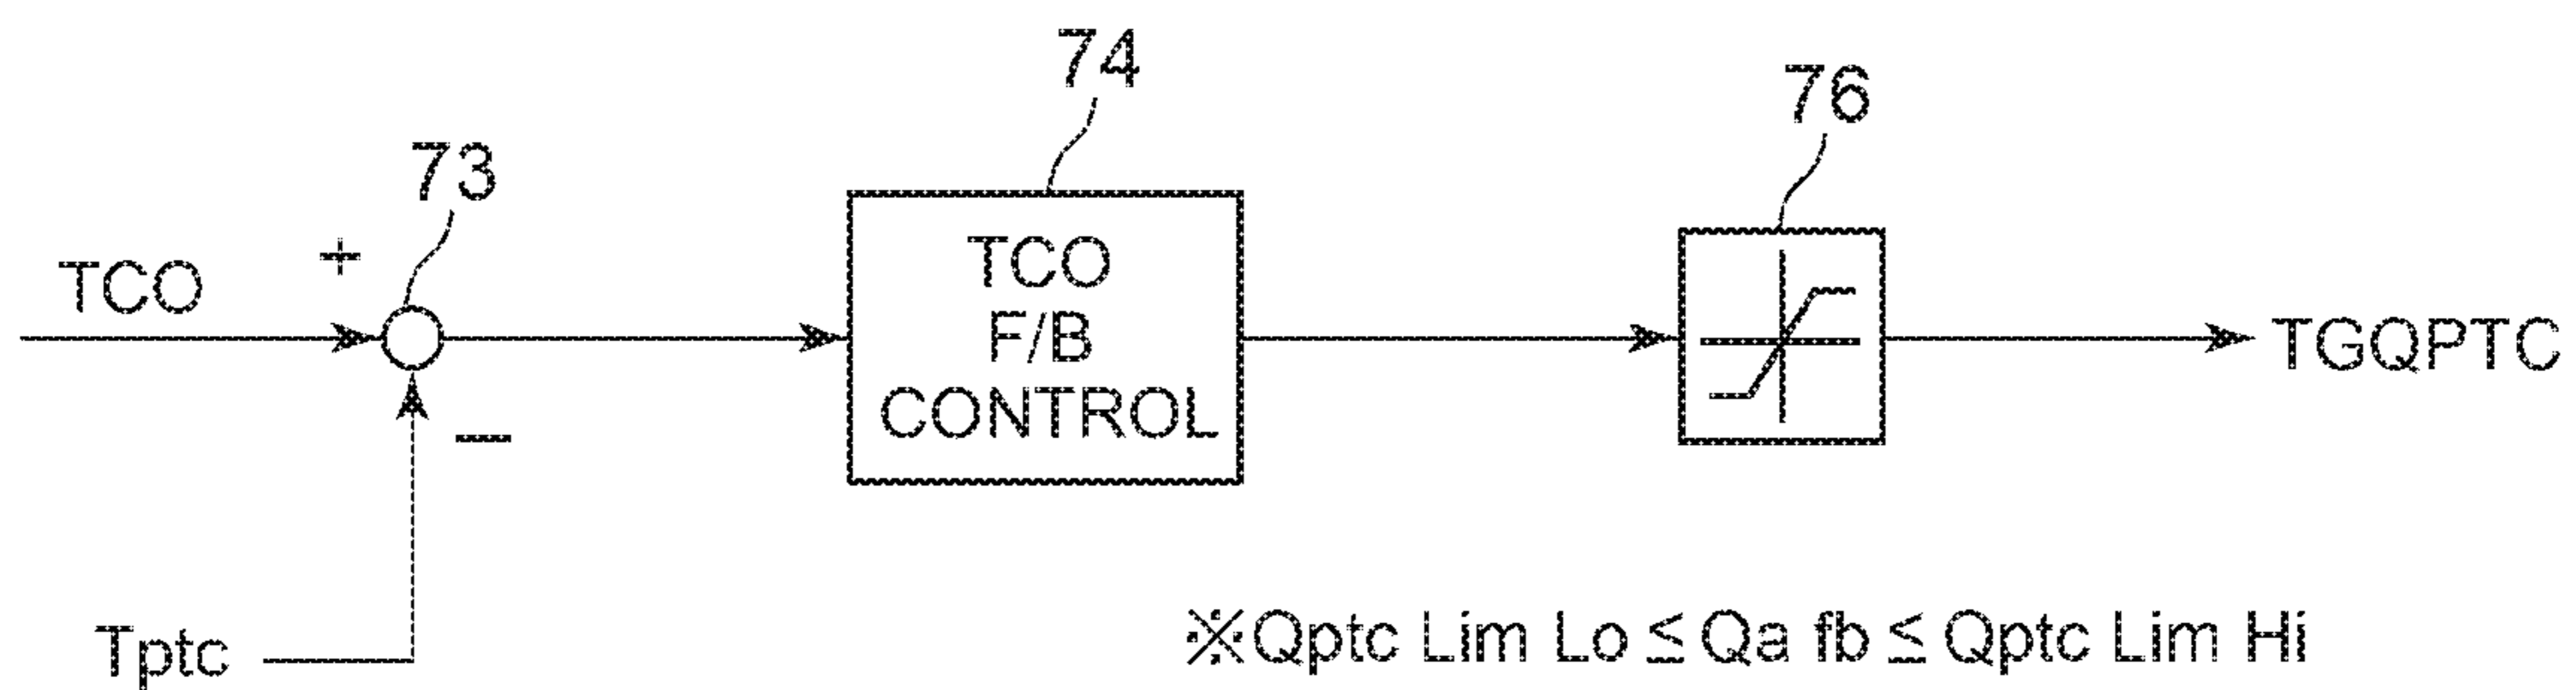 74
76
73
TCO
+
TCO
F/B
CONTROL
TGQPTC
−
Tptc
※Qptc Lim Lo ≤ Qa fb ≤ Qptc Lim Hi